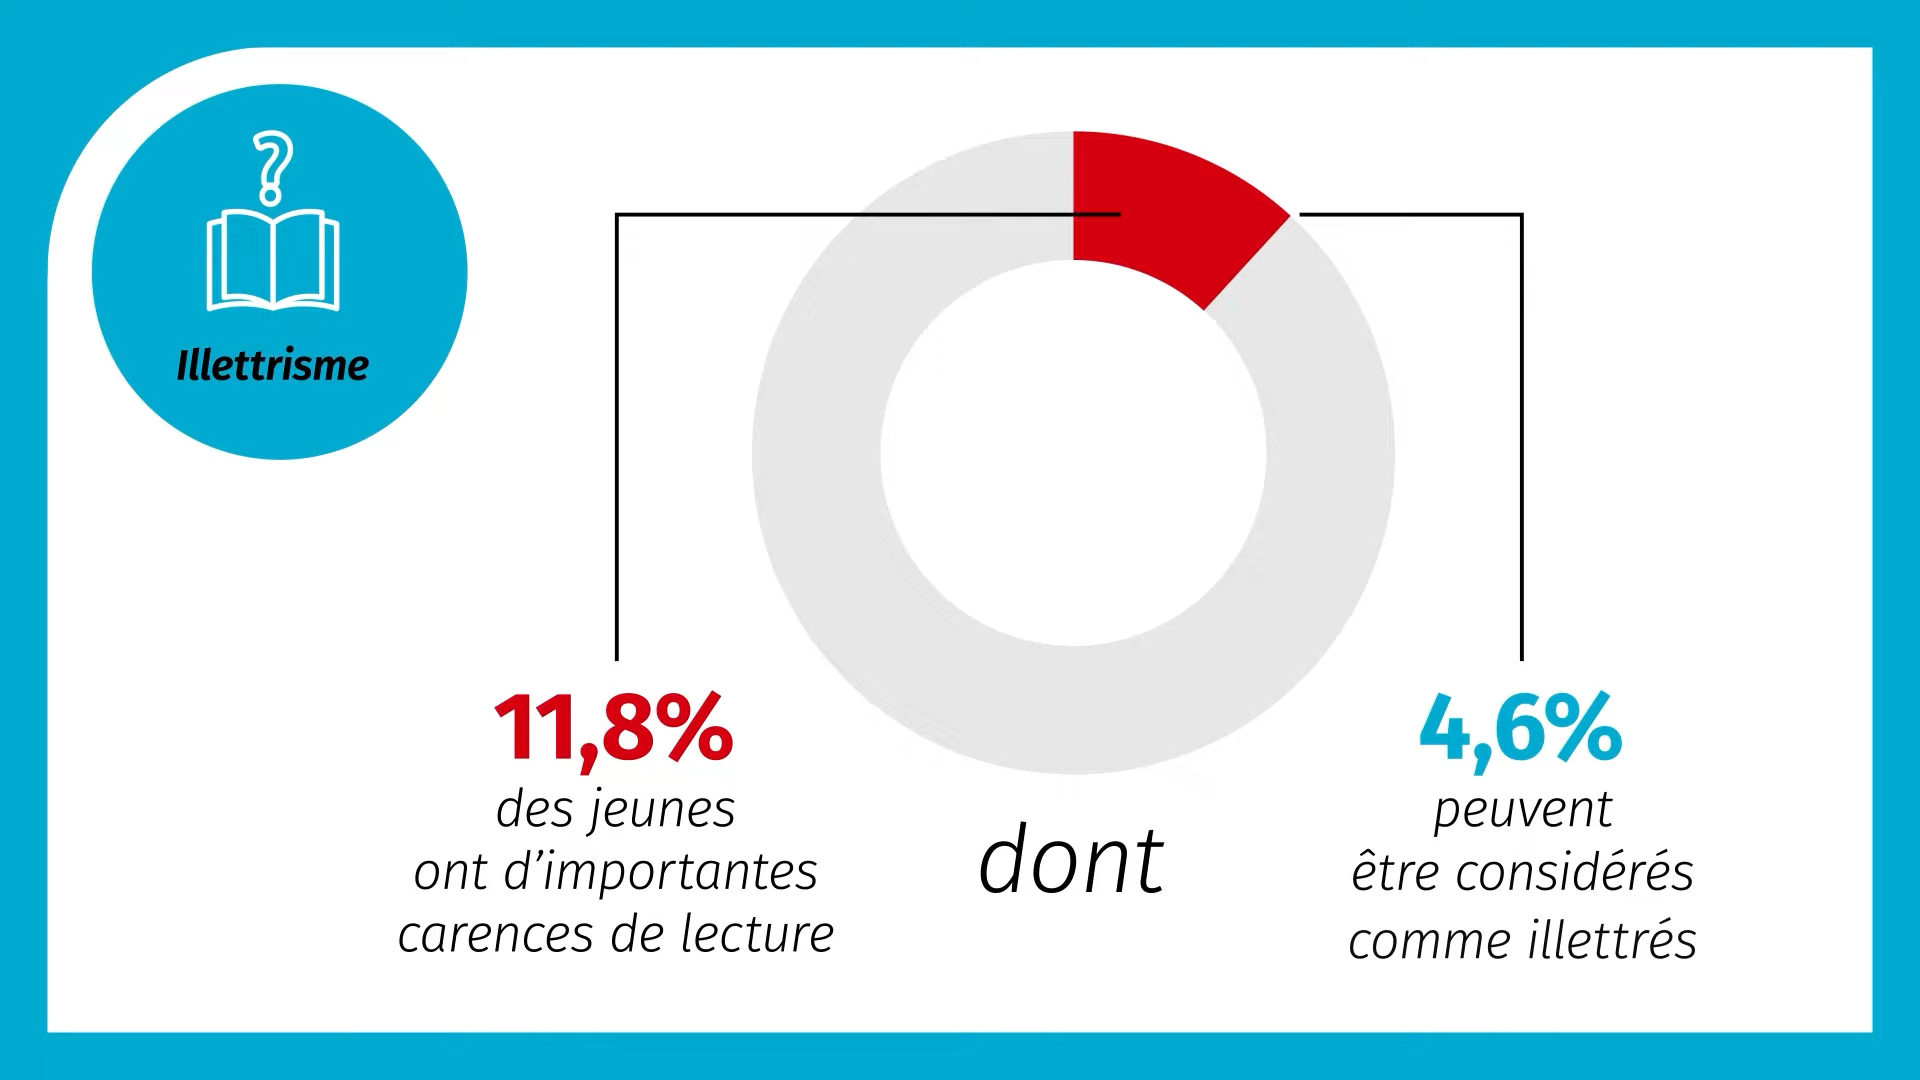 Illettrisme
11,8%
des jeunes
ont d’importantes
carences de lecture
dont
4,6%
peuvent
être considérés
comme illettrés